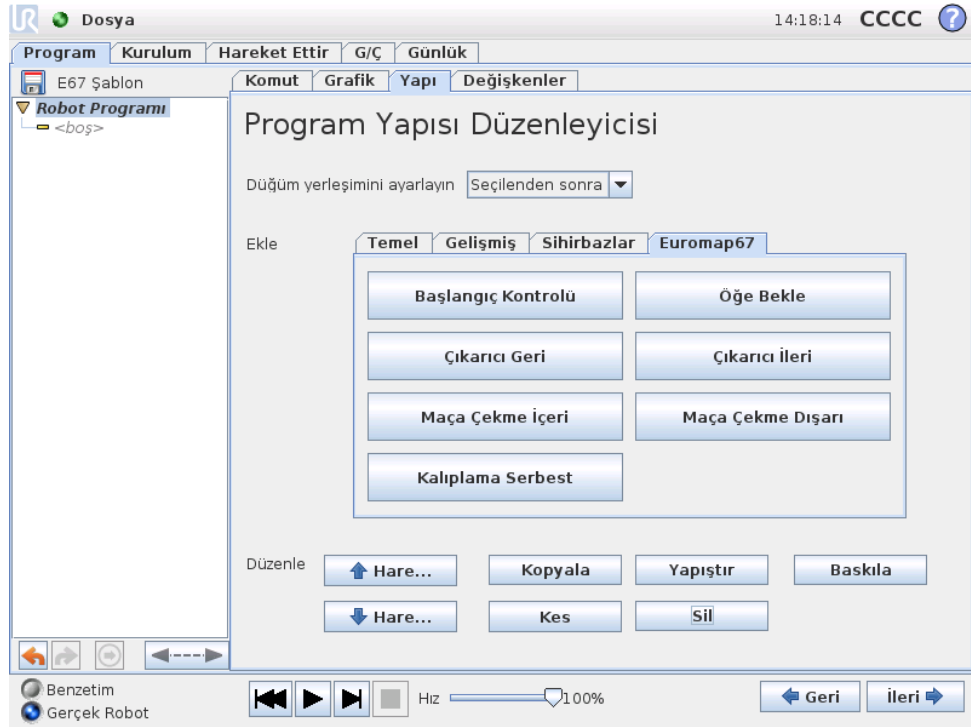 UR Dosya 14:18:14 CCCC ?
Program Kurulum Hareket Ettir G/Ç Günlük
E67 Şablon Komut Grafik Yapı Değişkenler
Robot Programı
<boş>
Program Yapısı Düzenleyicisi
Düğüm yerleşimini ayarlayın Seçilenden sonra
Ekle Temel Gelişmiş Sihirbazlar Euromap67
Başlangıç Kontrolü Öğe Bekle
Çıkarıcı Geri Çıkarıcı İleri
Maça Çekme İçeri Maça Çekme Dışarı
Kalıplama Serbest
Düzenle Hare... Kopyala Yapıştır Baskıla
Hare... Kes Sil
Benzetim
Gerçek Robot
Hız 100% Geri İleri